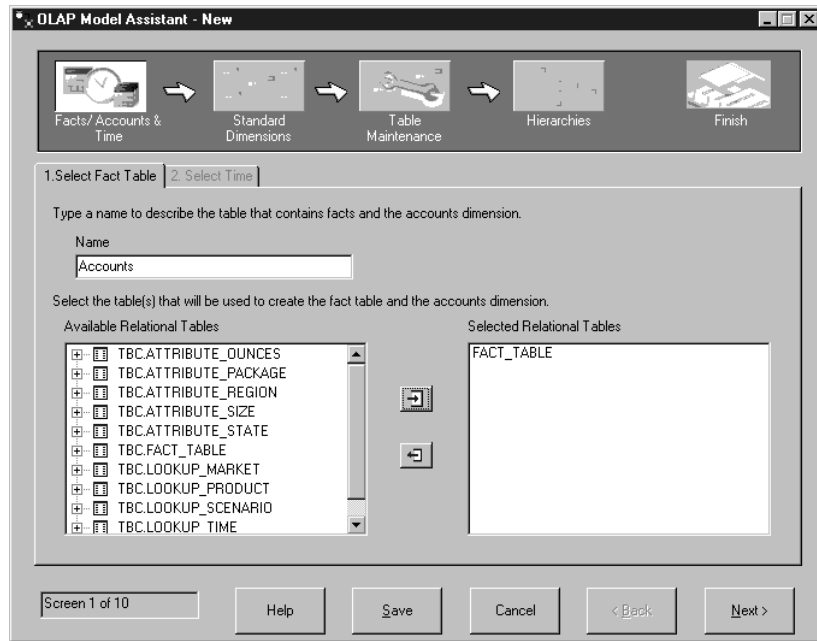 OLAP Model Assistant - New
Facts/Accounts &
Time
Standard
Dimensions
Table
Maintenance
Hierarchies
Finish
1.Select Fact Table
2. Select Time
Type a name to describe the table that contains facts and the accounts dimension.
Name
Accounts
Select the table(s) that will be used to create the fact table and the accounts dimension.
Available Relational Tables
TBC.ATTRIBUTE_OUNCES
TBC.ATTRIBUTE_PACKAGE
TBC.ATTRIBUTE_REGION
TBC.ATTRIBUTE_SIZE
TBC.ATTRIBUTE_STATE
TBC.FACT_TABLE
TBC.LOOKUP_MARKET
TBC.LOOKUP_PRODUCT
TBC.LOOKUP_SCENARIO
TBC.LOOKUP_TIME
Selected Relational Tables
FACT_TABLE
Screen 1 of 10
Help
Save
Cancel
< Back
Next >